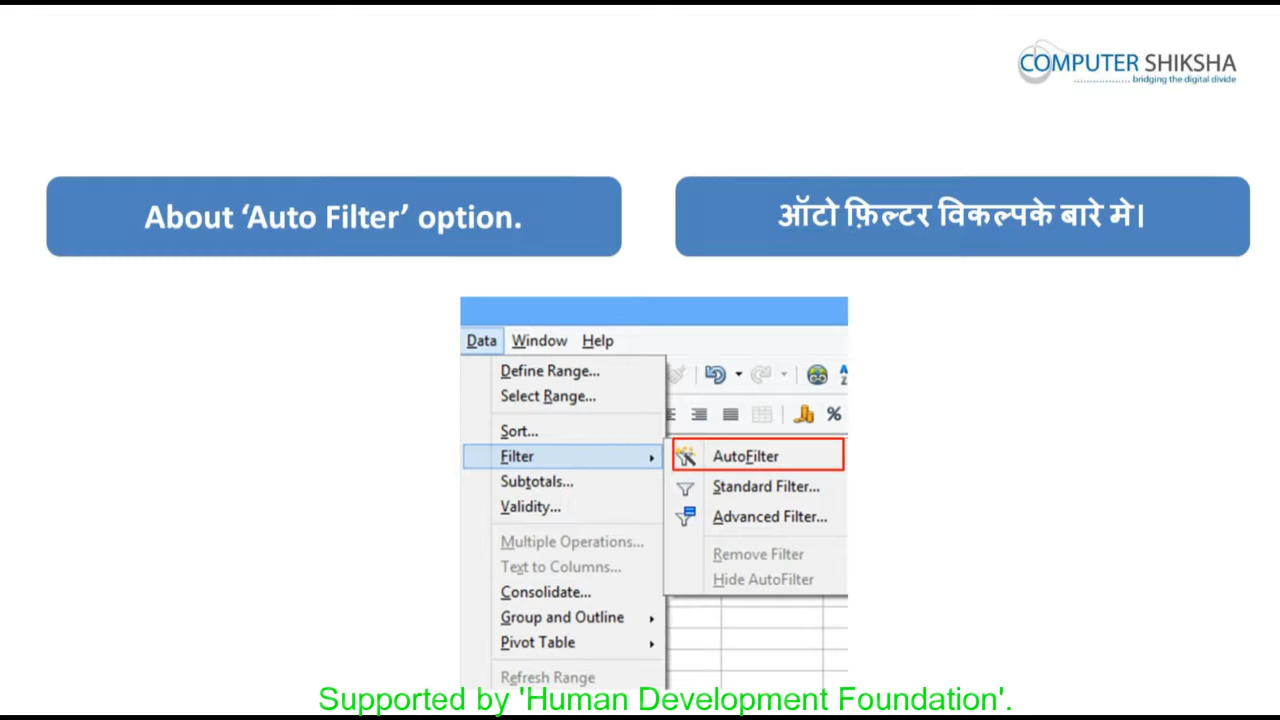 COMPUTER SHIKSHA
bridging the digital divide
About ‘Auto Filter’ option.
ऑटो फ़िल्टर विकल्पके बारे मे।
Data Window Help
Define Range...
Select Range...
Sort...
Filter
Subtotals...
Validity...
Multiple Operations...
Text to Columns...
Consolidate...
Group and Outline
Pivot Table
Refresh Range
AutoFilter
Standard Filter...
Advanced Filter...
Remove Filter
Hide AutoFilter
Supported by 'Human Development Foundation'.